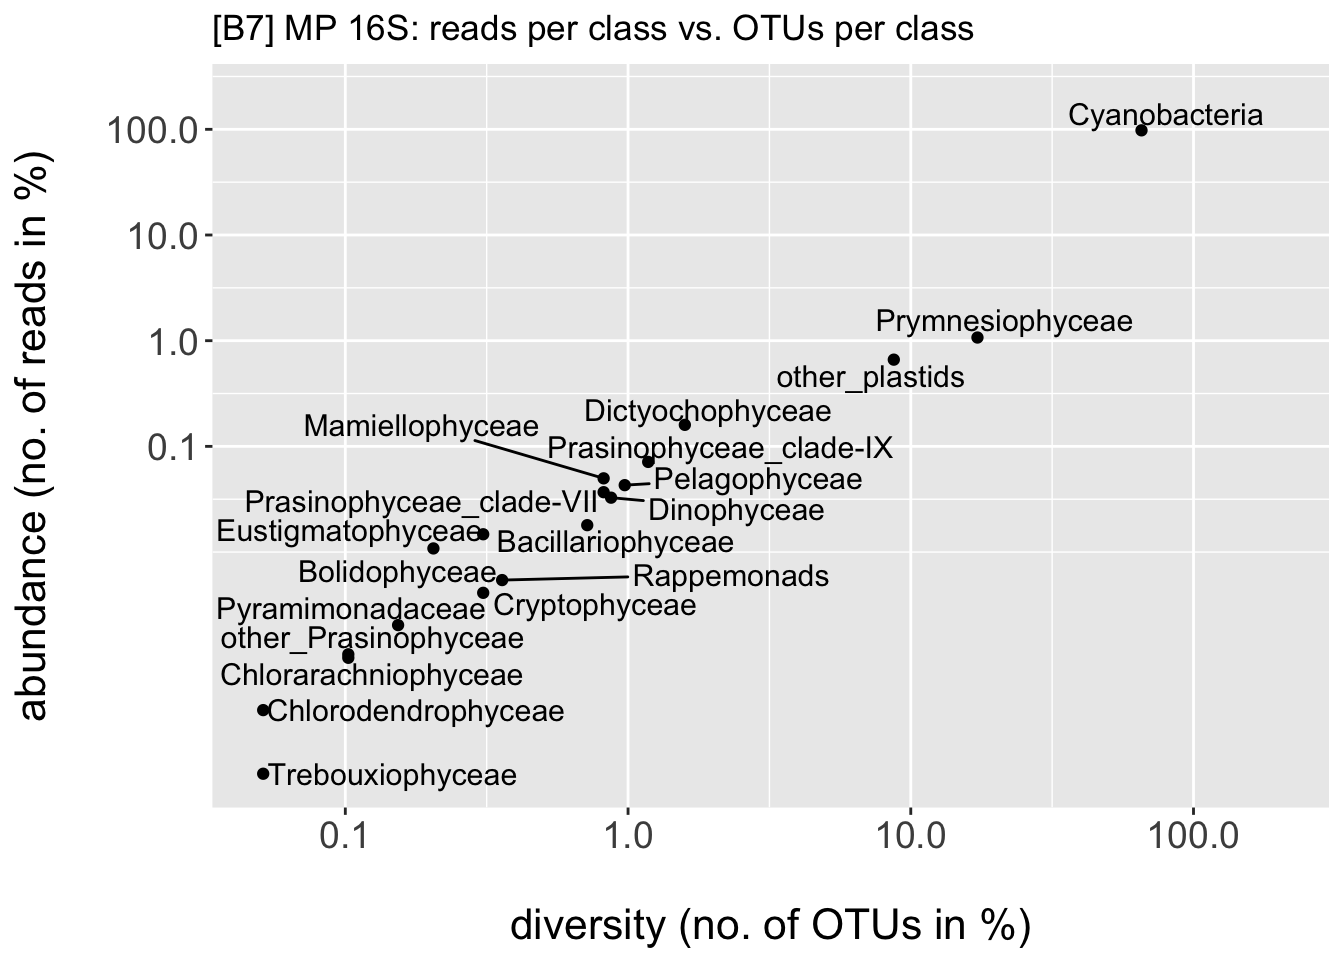 [B7] MP 16S: reads per class vs. OTUs per class
abundance (no. of reads in %)
100.0
10.0
1.0
0.1
Cyanobacteria
Prymnesiophyceae
other_plastids
Dictyochophyceae
Mamiellophyceae
Prasinophyceae_clade-IX
Pelagophyceae
Prasinophyceae_clade-VII
Dinophyceae
Eustigmatophyceae
Bacillariophyceae
Bolidophyceae
Rappemonads
Cryptophyceae
Pyramimonadaceae
other_Prasinophyceae
Chlorarachniophyceae
Chlorodendrophyceae
Trebouxiophyceae
0.1
1.0
10.0
100.0
diversity (no. of OTUs in %)